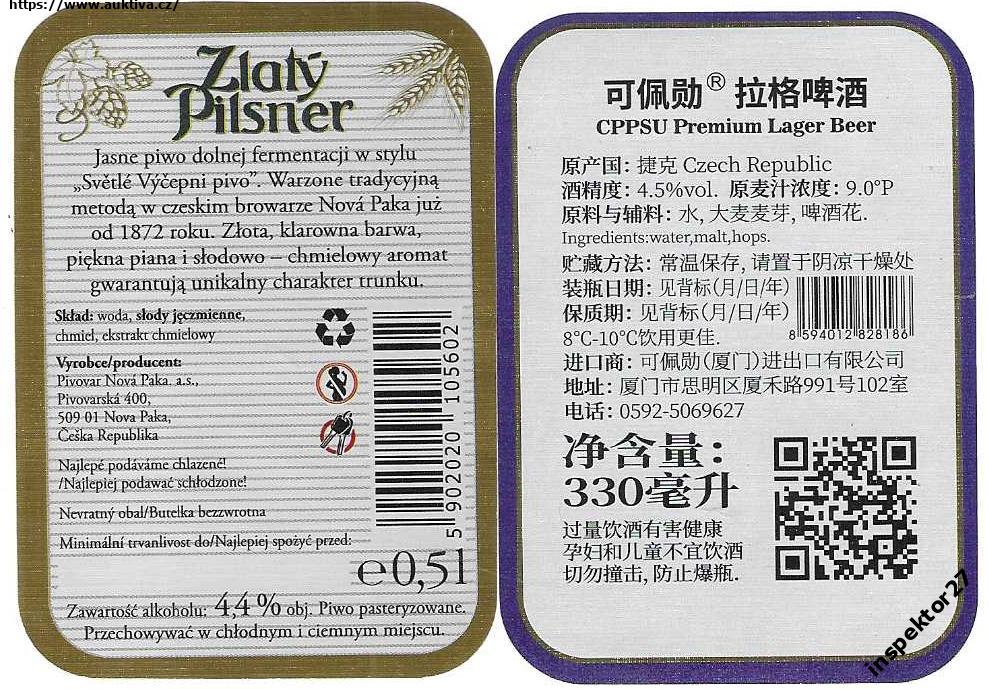 https://www.auktiva.cz/
Zlatý
Pilsner
Jasne piwo dolnej fermentacji w stylu
„Světlé Výčepni pivo”. Warzone tradycyjną
metodą w czeskim browarze Nová Paka już
od 1872 roku. Złota, klarowna barwa,
piękna piana i słodowo – chmielowy aromat
gwarantują unikalny charakter trunku.
Skład: woda, słody jęczmienne,
chmiel, ekstrakt chmielowy
Vyrobce/producent:
Pivovar Nová Paka. a.s.,
Pivovarská 400,
509 01 Nova Paka,
Češka Republika
Najlepé podáváme chlazené!
/Najlepiej podawać schłodzone!
Nevratný obal/Butelka bezzwrotna
Minimální trvanlivost do/Najlepiej spożyć przed:
5 902020 105602
e0,5l
Zawartość alkoholu: 4,4% obj. Piwo pasteryzowane.
Przechowywać w chłodnym i ciemnym miejscu.
可佩勋® 拉格啤酒
CPPSU Premium Lager Beer
原产国: 捷克 Czech Republic
酒精度: 4.5%vol. 原麦汁浓度: 9.0°P
原料与辅料: 水, 大麦麦芽, 啤酒花.
Ingredients:water,malt,hops.
贮藏方法: 常温保存, 请置于阴凉干燥处
装瓶日期: 见背标(月/日/年)
保质期: 见背标(月/日/年)
8°C-10°C饮用更佳.
8 594012 828186
进口商: 可佩勋(厦门)进出口有限公司
地址: 厦门市思明区厦禾路991号102室
电话: 0592-5069627
净含量:
330毫升
过量饮酒有害健康
孕妇和儿童不宜饮酒
切勿撞击, 防止爆瓶.
inspektor27